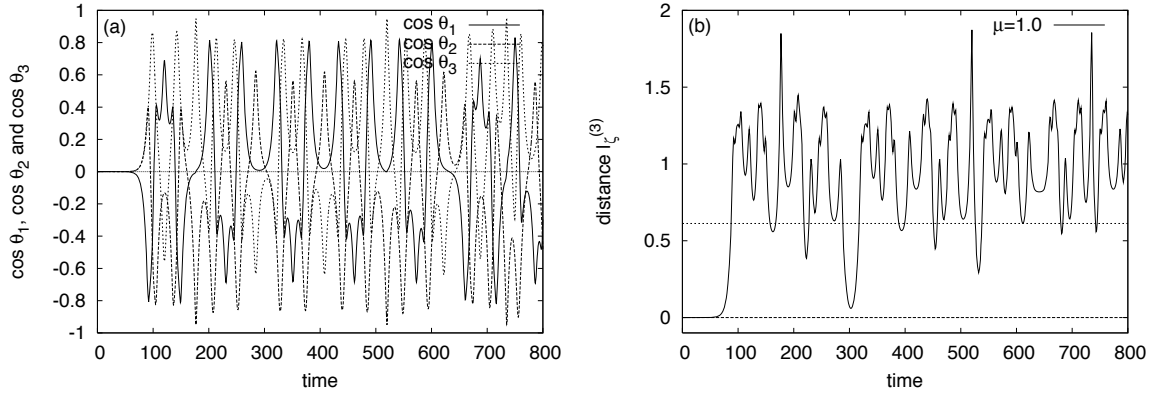 (a)
cos θ1
cos θ2
cos θ3
1
0.8
0.6
0.4
0.2
0
-0.2
-0.4
-0.6
-0.8
-1
cos θ1, cos θ2 and cos θ3
0 100 200 300 400 500 600 700 800
time
(b)
μ=1.0
2
1.5
1
0.5
0
distance lζ(3)
0 100 200 300 400 500 600 700 800
time